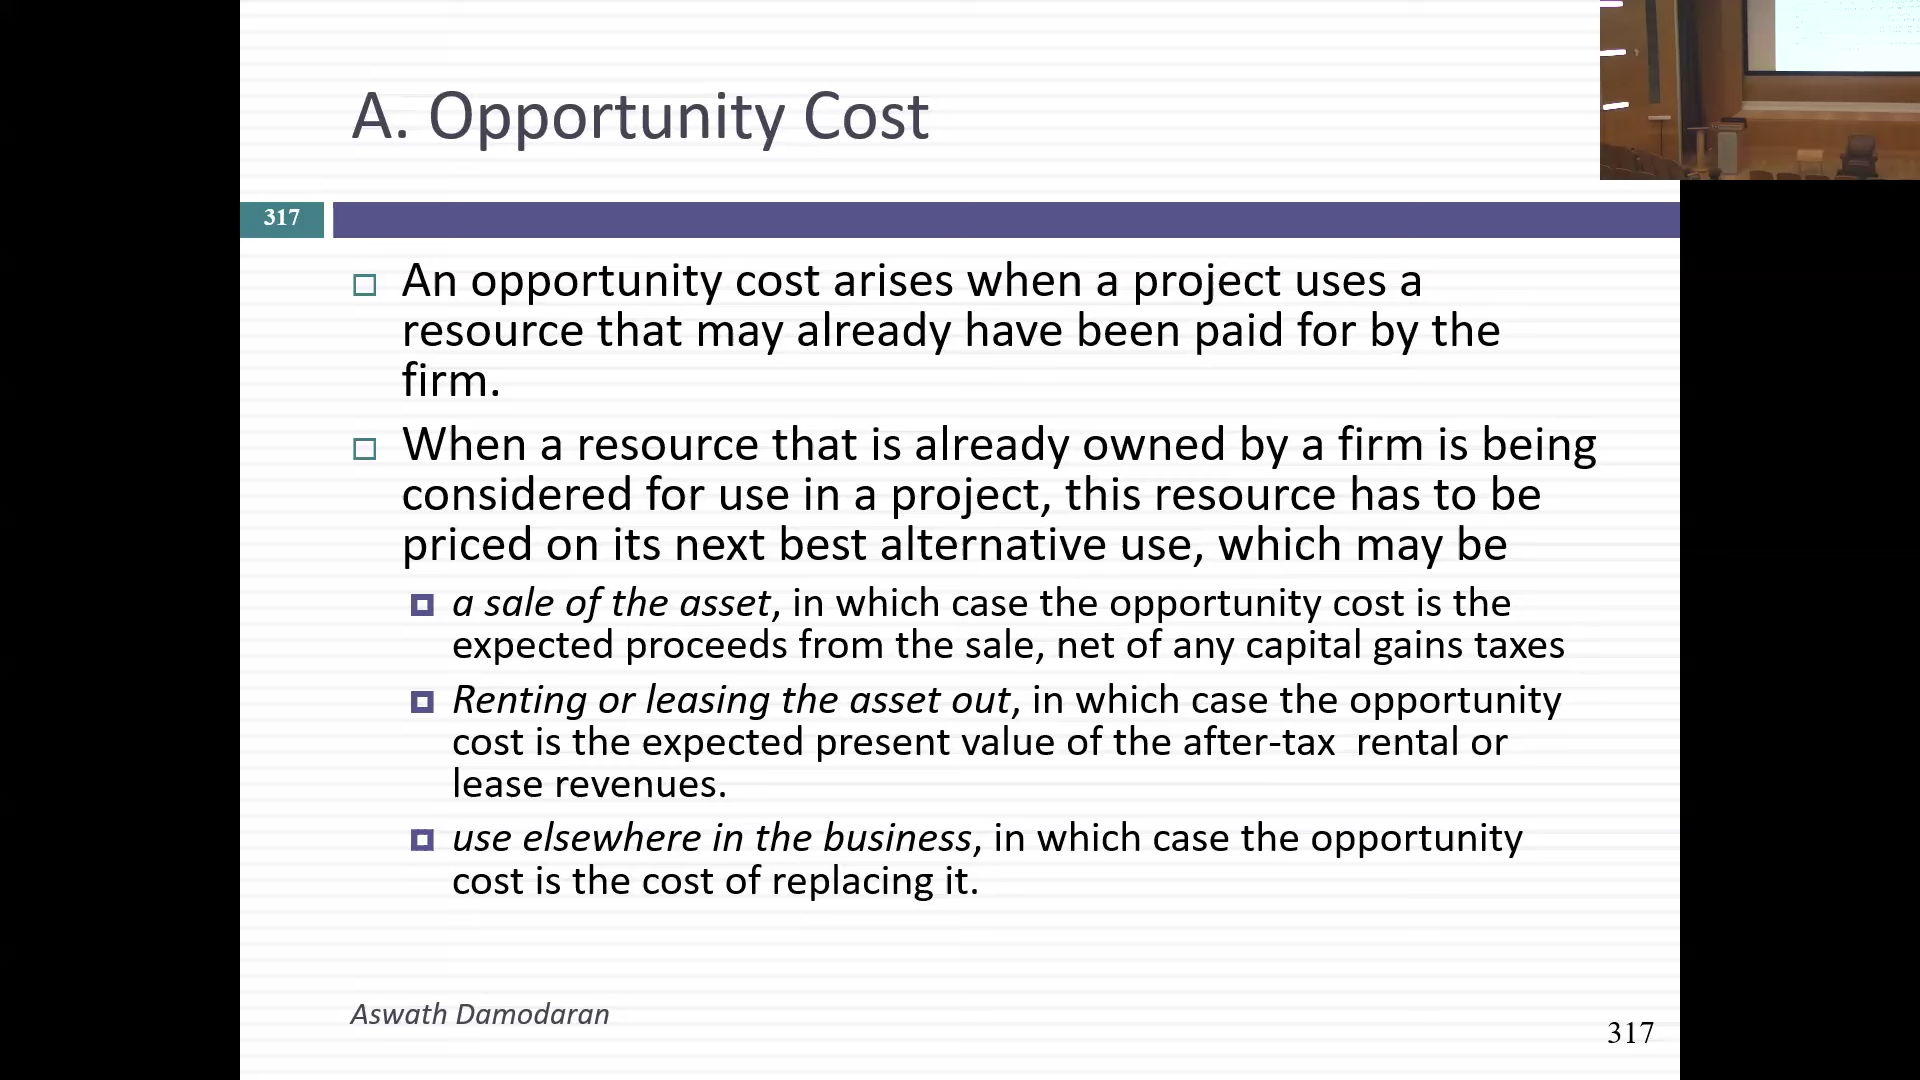 A. Opportunity Cost
317
An opportunity cost arises when a project uses a
resource that may already have been paid for by the
firm.
When a resource that is already owned by a firm is being
considered for use in a project, this resource has to be
priced on its next best alternative use, which may be
a sale of the asset, in which case the opportunity cost is the
expected proceeds from the sale, net of any capital gains taxes
Renting or leasing the asset out, in which case the opportunity
cost is the expected present value of the after-tax  rental or
lease revenues.
use elsewhere in the business, in which case the opportunity
cost is the cost of replacing it.
Aswath Damodaran
317